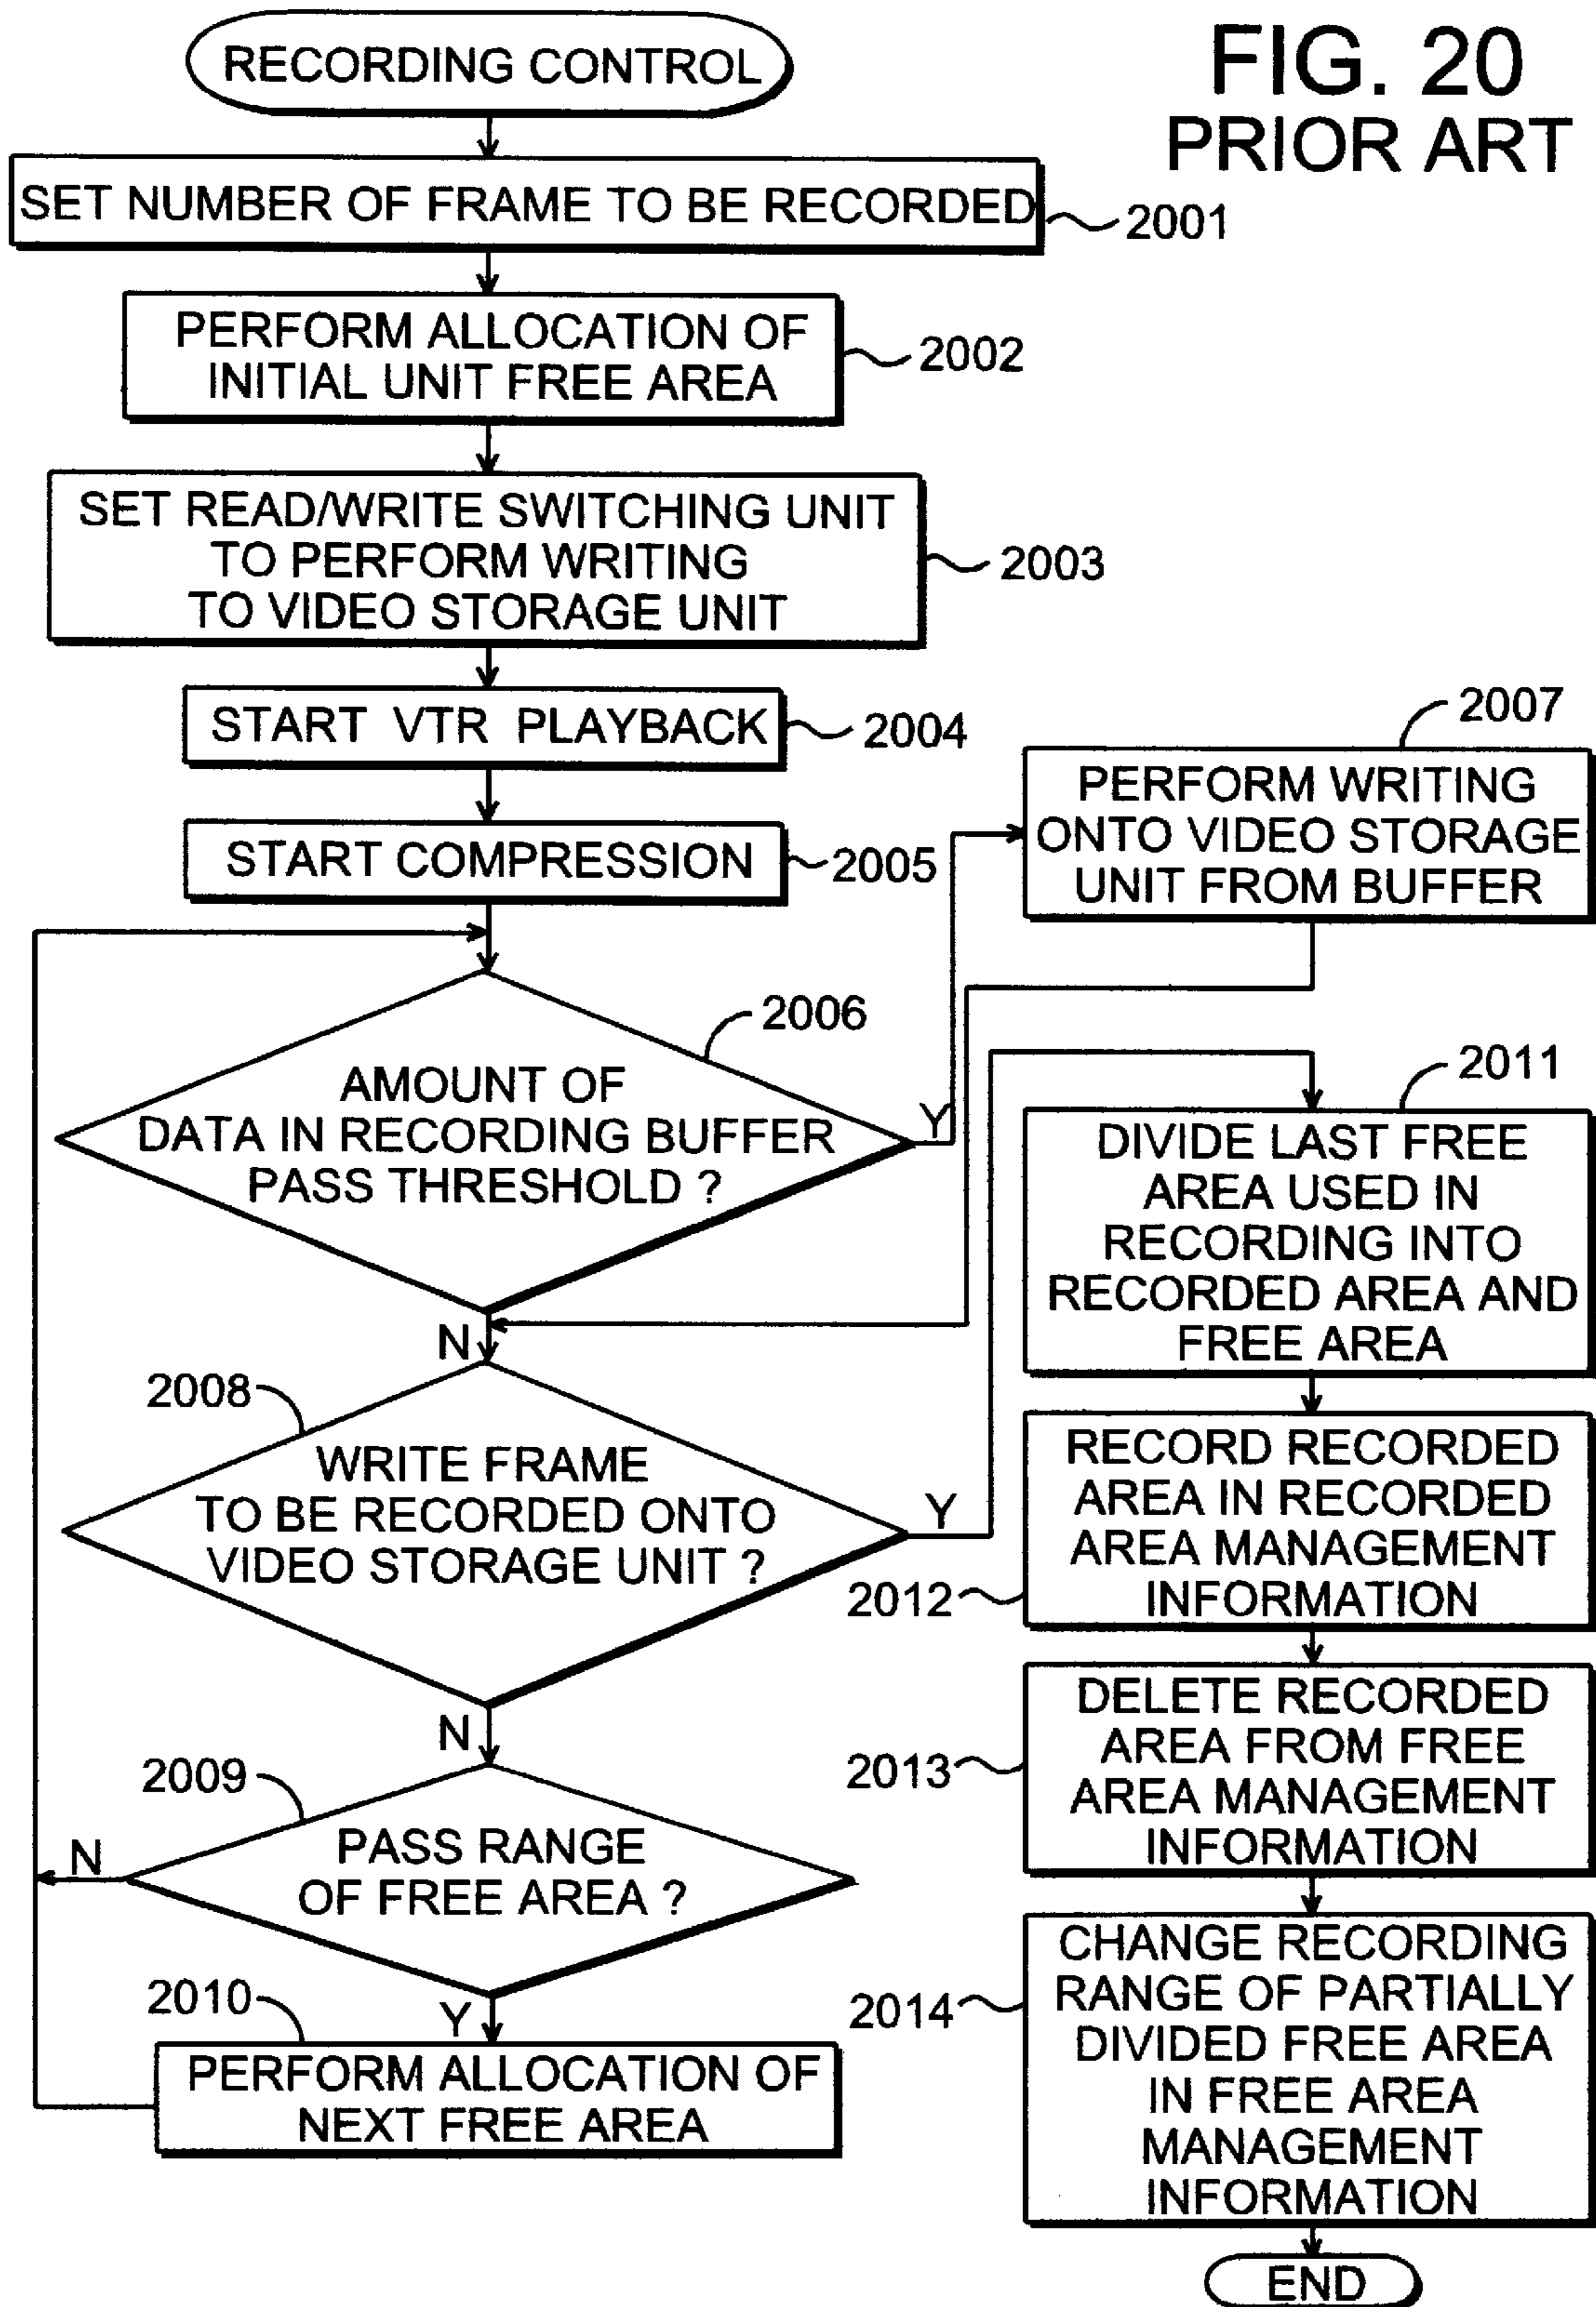 FIG. 20
PRIOR ART
RECORDING CONTROL
SET NUMBER OF FRAME TO BE RECORDED
2001
PERFORM ALLOCATION OF
INITIAL UNIT FREE AREA
2002
SET READ/WRITE SWITCHING UNIT
TO PERFORM WRITING
TO VIDEO STORAGE UNIT
2003
START VTR PLAYBACK
2004
START COMPRESSION
2005
2006
AMOUNT OF
DATA IN RECORDING BUFFER
PASS THRESHOLD ?
Y
N
2007
PERFORM WRITING
ONTO VIDEO STORAGE
UNIT FROM BUFFER
2008
WRITE FRAME
TO BE RECORDED ONTO
VIDEO STORAGE UNIT ?
Y
N
2009
PASS RANGE
OF FREE AREA ?
N
Y
2010
PERFORM ALLOCATION OF
NEXT FREE AREA
2011
DIVIDE LAST FREE
AREA USED IN
RECORDING INTO
RECORDED AREA AND
FREE AREA
RECORD RECORDED
AREA IN RECORDED
AREA MANAGEMENT
INFORMATION
2012
DELETE RECORDED
AREA FROM FREE
AREA MANAGEMENT
INFORMATION
2013
CHANGE RECORDING
RANGE OF PARTIALLY
DIVIDED FREE AREA
IN FREE AREA
MANAGEMENT
INFORMATION
2014
END